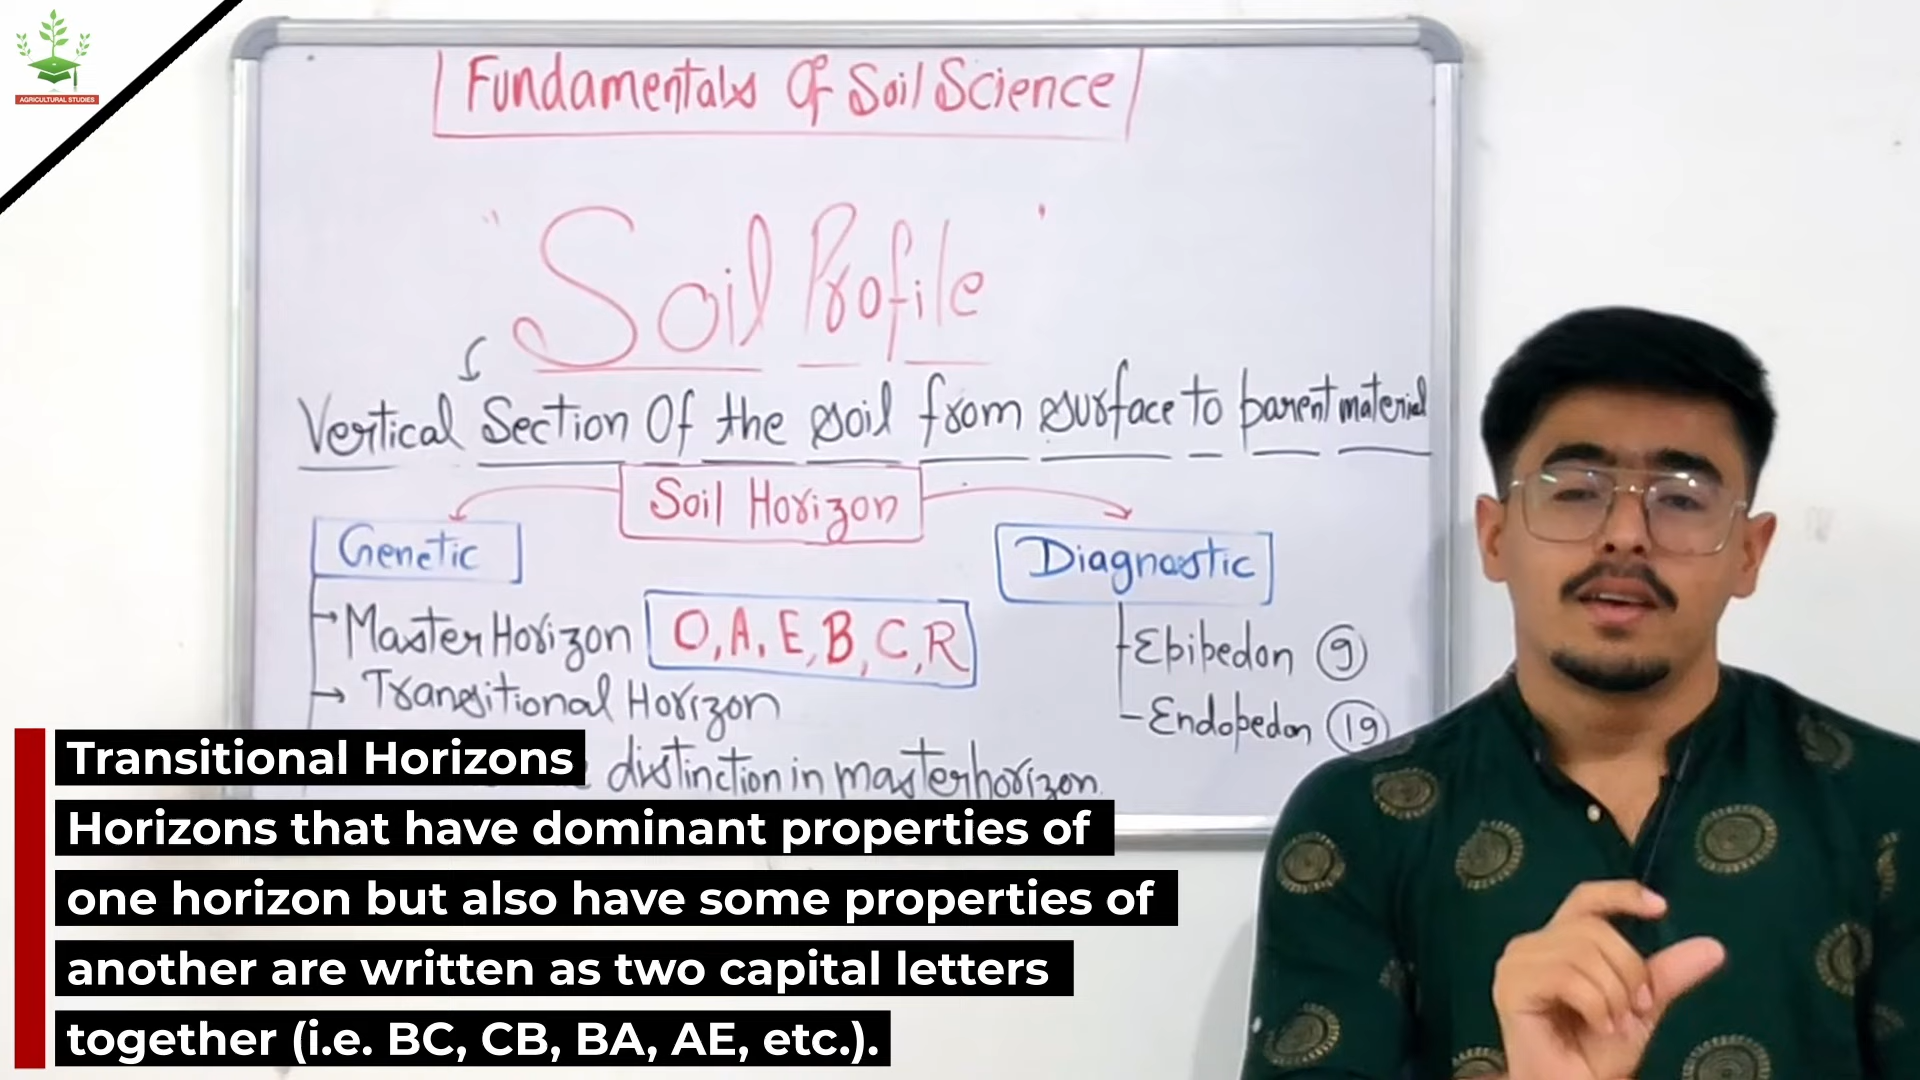 AGRICULTURAL STUDIES
Fundamentals Of Soil Science
"Soil Profile"
Vertical Section Of the soil from surface to parent material
Soil Horizon
Genetic
Diagnostic
Master Horizon O, A, E, B, C, R
Transitional Horizon
distinction in master horizon.
Epipedon 9
Endopedon 19
Transitional Horizons
Horizons that have dominant properties of
one horizon but also have some properties of
another are written as two capital letters
together (i.e. BC, CB, BA, AE, etc.).